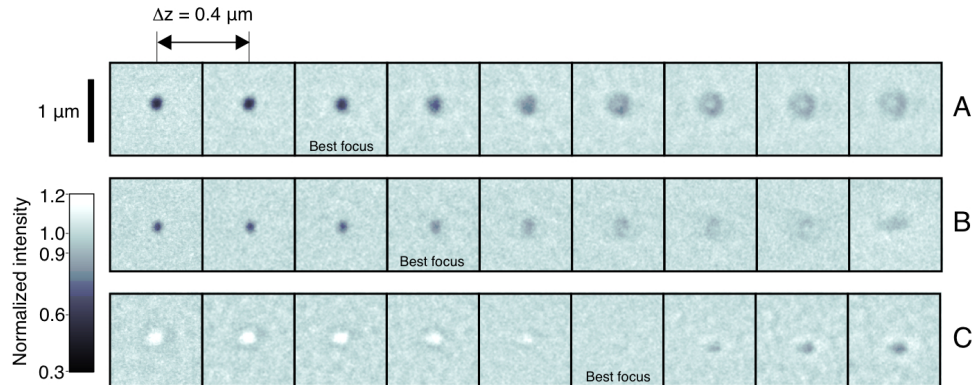 Δz = 0.4 µm
1 µm
Best focus
A
Normalized intensity
1.2
1.0
0.9
0.6
0.3
Best focus
B
Best focus
C